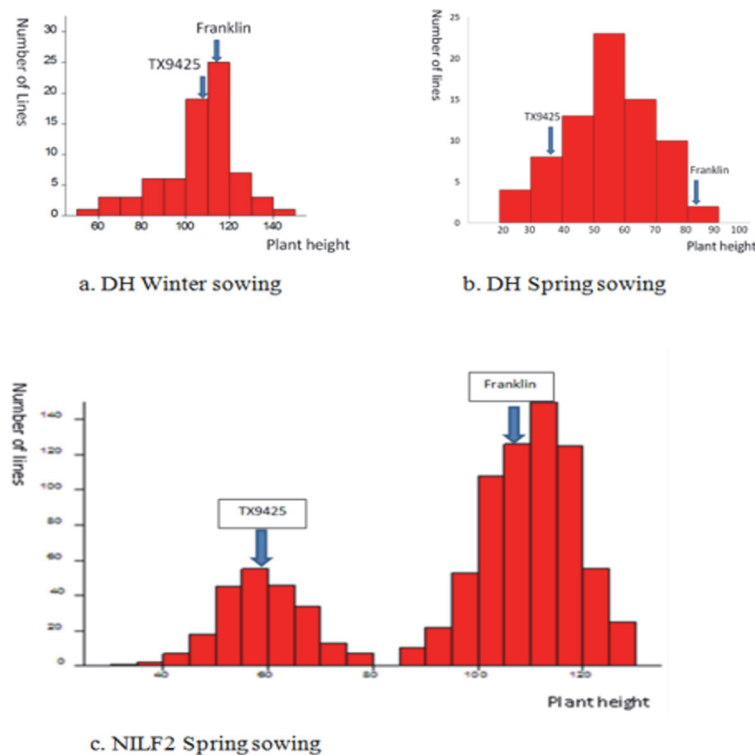 Number of Lines
30
25
20
15
10
5
0
Franklin
TX9425
60 80 100 120 140
Plant height
a. DH Winter sowing
Number of lines
25
20
15
10
5
0
TX9425
Franklin
20 30 40 50 60 70 80 90 100
Plant height
b. DH Spring sowing
Number of lines
140
120
100
80
60
40
20
0
TX9425
Franklin
40 60 80 100 120
Plant height
c. NILF2 Spring sowing